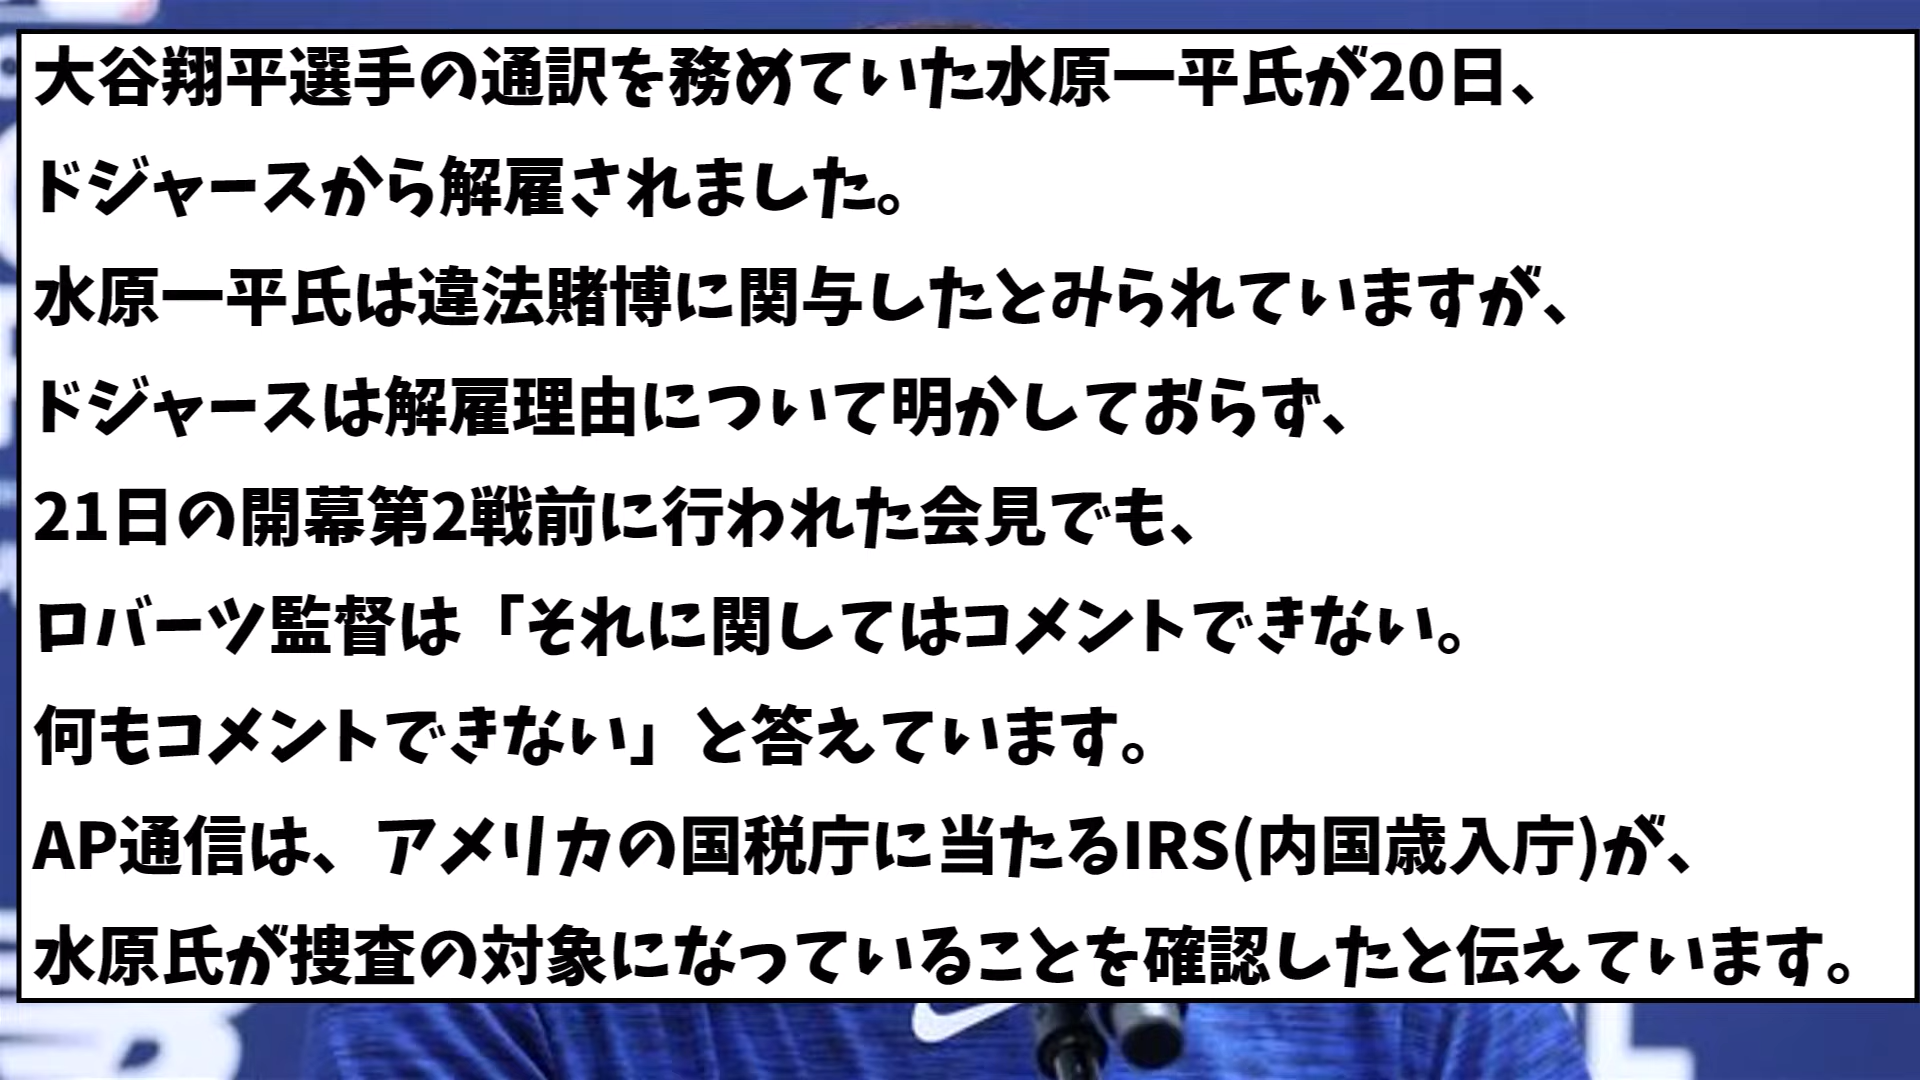 大谷翔平選手の通訳を務めていた水原一平氏が20日、
ドジャースから解雇されました。
水原一平氏は違法賭博に関与したとみられていますが、
ドジャースは解雇理由について明かしておらず、
21日の開幕第2戦前に行われた会見でも、
ロバーツ監督は「それに関してはコメントできない。
何もコメントできない」と答えています。
AP通信は、アメリカの国税庁に当たるIRS(内国歳入庁)が、
水原氏が捜査の対象になっていることを確認したと伝えています。